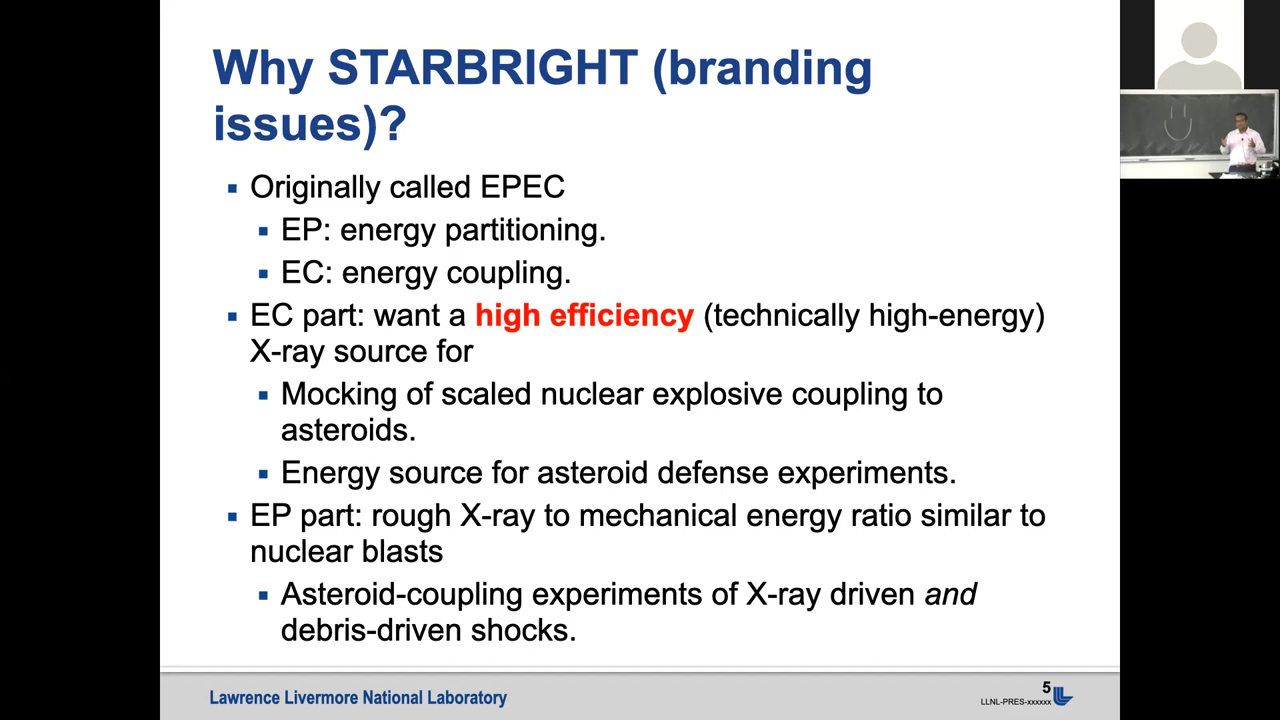 Why STARBRIGHT (branding
issues)?
▪ Originally called EPEC
▪ EP: energy partitioning.
▪ EC: energy coupling.
▪ EC part: want a high efficiency (technically high-energy)
X-ray source for
▪ Mocking of scaled nuclear explosive coupling to
asteroids.
▪ Energy source for asteroid defense experiments.
▪ EP part: rough X-ray to mechanical energy ratio similar to
nuclear blasts
▪ Asteroid-coupling experiments of X-ray driven and
debris-driven shocks.
Lawrence Livermore National Laboratory
5
LLNL-PRES-xxxxxx